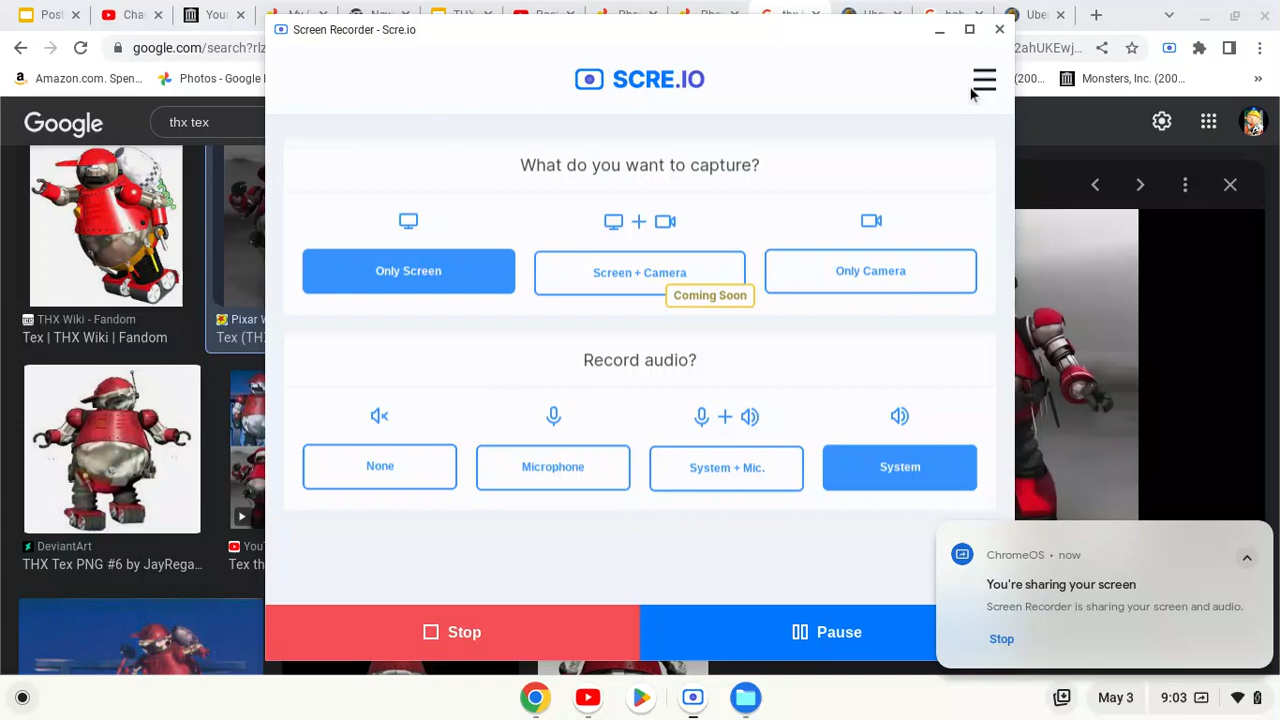 Post
Ube
Screen Recorder - Scre.io
google.com/search?rlz
2ahUKEwj...
Amazon.com. Spen...
Photos - Google
(200...
Monsters, Inc. (200...
»
SCRE.IO
Google
thx tex
What do you want to capture?
Only Screen
Screen + Camera
Only Camera
Coming Soon
THX Wiki - Fandom
Tex | THX Wiki | Fandom
Pixar W
Tex (TH
Record audio?
None
Microphone
System + Mic.
System
DeviantArt
THX Tex PNG #6 by JayRega...
YouT
Tex th
ChromeOS • now
You're sharing your screen
Screen Recorder is sharing your screen and audio.
Stop
Stop
Pause
May 3
9:03